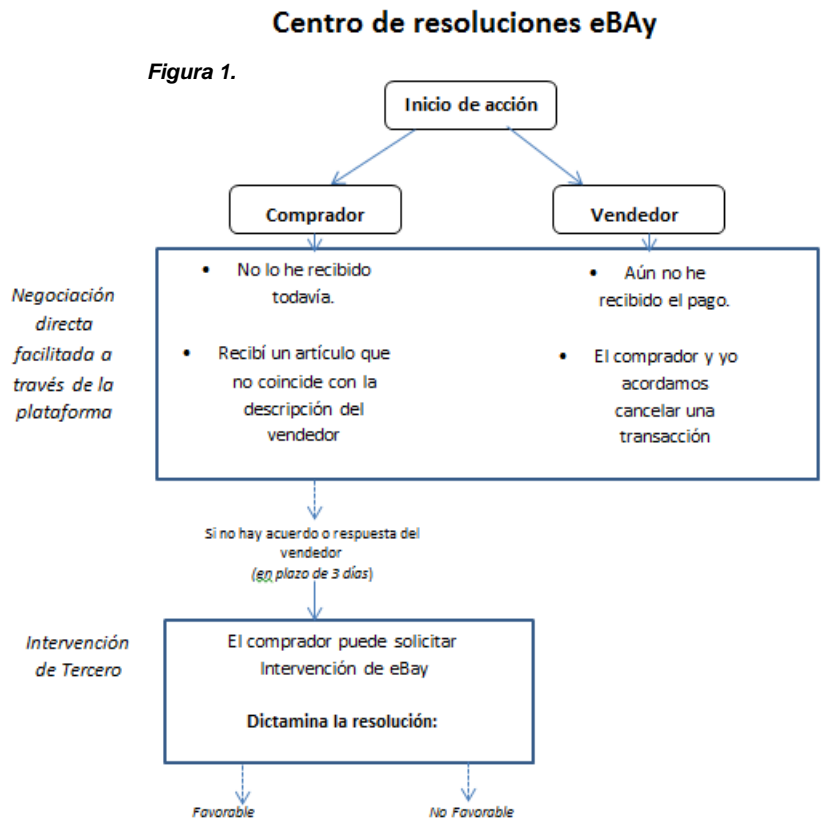 Centro de resoluciones eBAy
Figura 1.
Inicio de acción
Comprador
Vendedor
Negociación
directa
facilitada a
través de la
plataforma
• No lo he recibido
todavía.
• Recibí un artículo que
no coincide con la
descripción del
vendedor
• Aún no he
recibido el pago.
• El comprador y yo
acordamos
cancelar una
transacción
Si no hay acuerdo o respuesta del
vendedor
(en plazo de 3 días)
Intervención
de Tercero
El comprador puede solicitar
Intervención de eBay
Dictamina la resolución:
Favorable
No Favorable